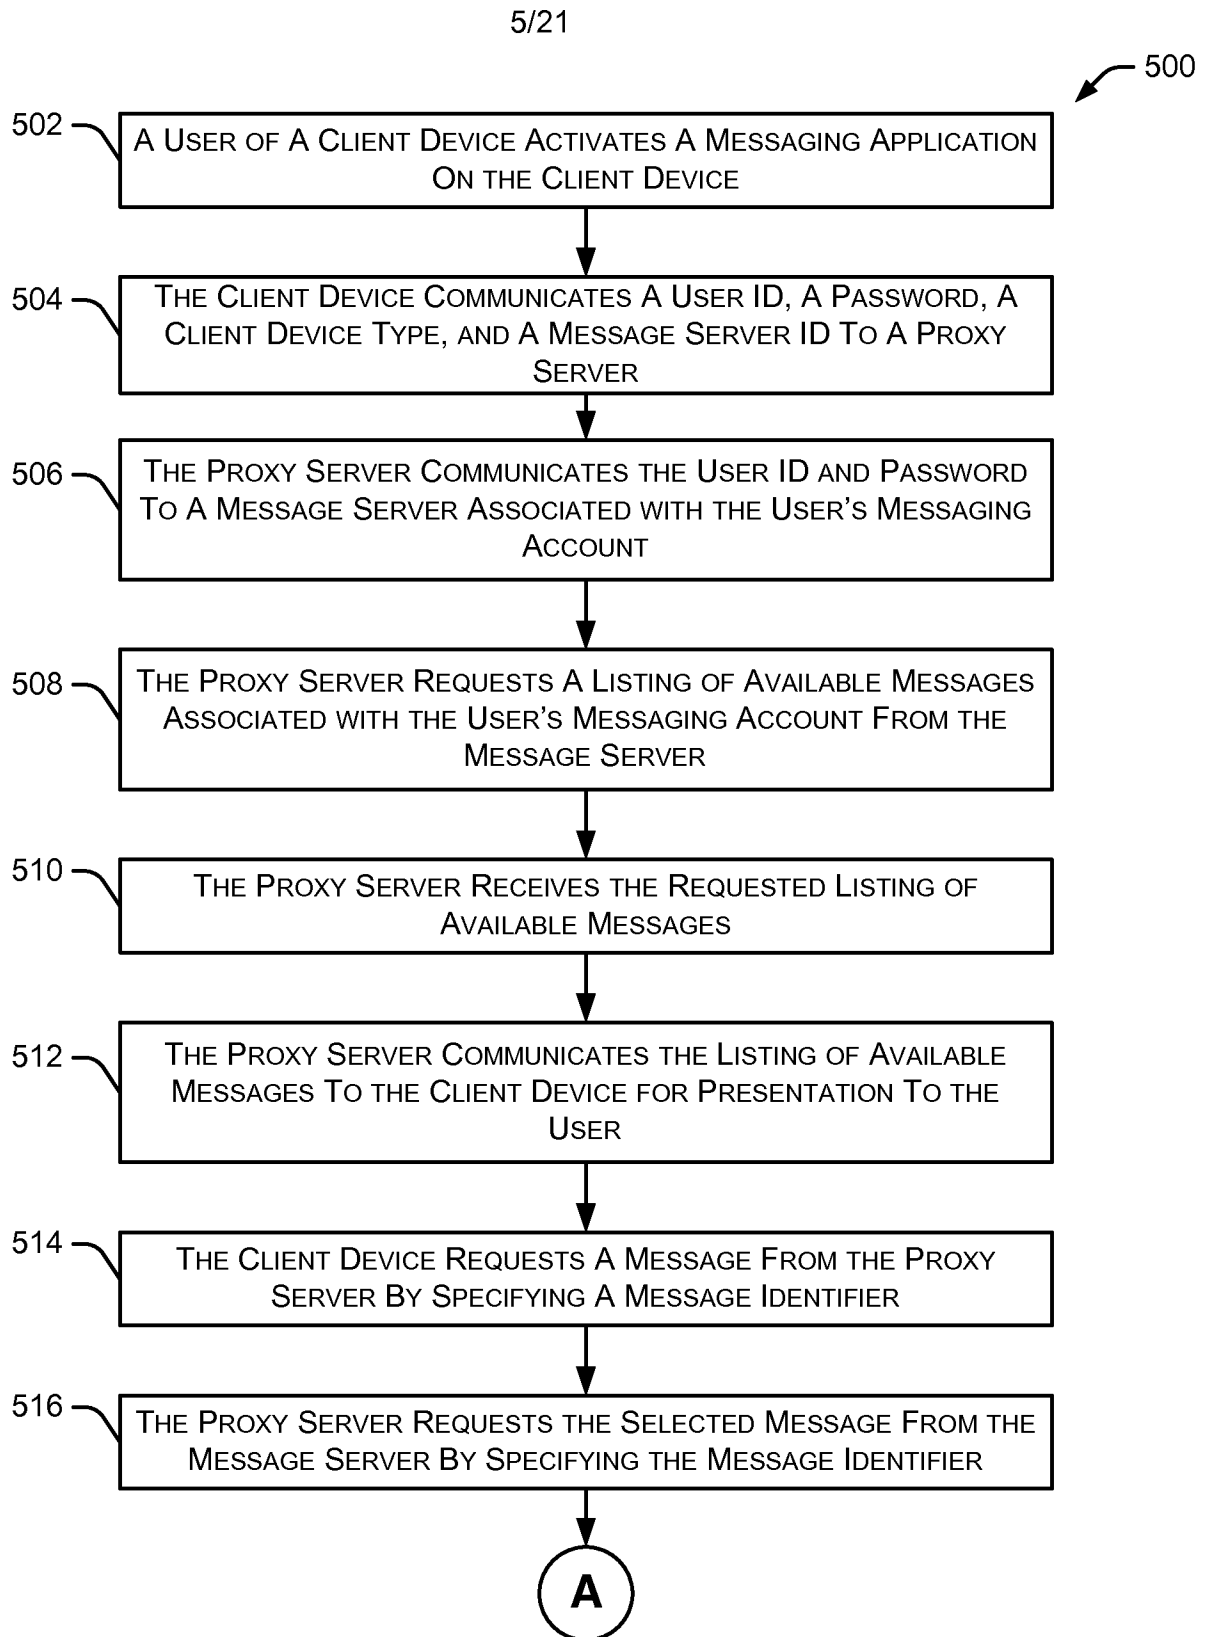 5/21
500
502
A USER OF A CLIENT DEVICE ACTIVATES A MESSAGING APPLICATION
ON THE CLIENT DEVICE
504
THE CLIENT DEVICE COMMUNICATES A USER ID, A PASSWORD, A
CLIENT DEVICE TYPE, AND A MESSAGE SERVER ID TO A PROXY
SERVER
506
THE PROXY SERVER COMMUNICATES THE USER ID AND PASSWORD
TO A MESSAGE SERVER ASSOCIATED WITH THE USER'S MESSAGING
ACCOUNT
508
THE PROXY SERVER REQUESTS A LISTING OF AVAILABLE MESSAGES
ASSOCIATED WITH THE USER'S MESSAGING ACCOUNT FROM THE
MESSAGE SERVER
510
THE PROXY SERVER RECEIVES THE REQUESTED LISTING OF
AVAILABLE MESSAGES
512
THE PROXY SERVER COMMUNICATES THE LISTING OF AVAILABLE
MESSAGES TO THE CLIENT DEVICE FOR PRESENTATION TO THE
USER
514
THE CLIENT DEVICE REQUESTS A MESSAGE FROM THE PROXY
SERVER BY SPECIFYING A MESSAGE IDENTIFIER
516
THE PROXY SERVER REQUESTS THE SELECTED MESSAGE FROM THE
MESSAGE SERVER BY SPECIFYING THE MESSAGE IDENTIFIER
A